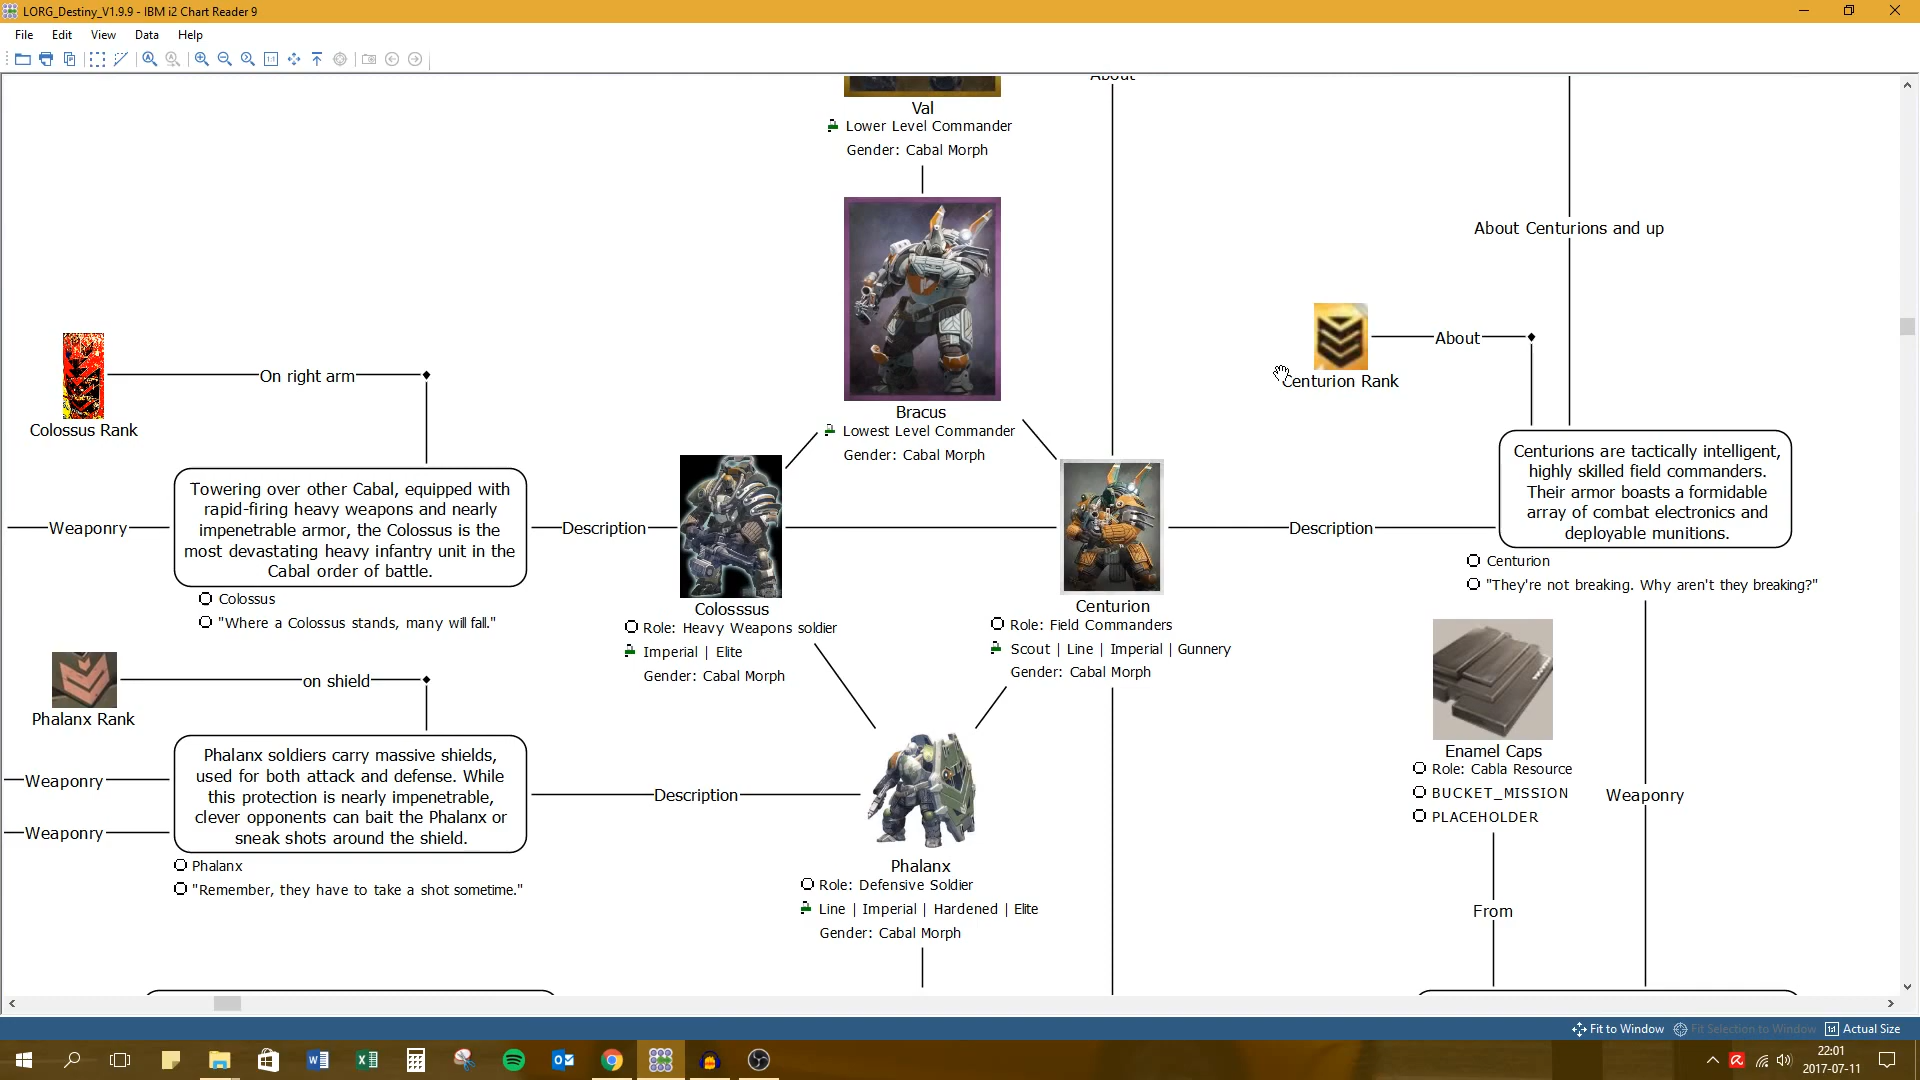 LORG_Destiny_V1.9.9 - IBM i2 Chart Reader 9
File Edit View Data Help
About
Val
Lower Level Commander
Gender: Cabal Morph
About Centurions and up
About
Centurion Rank
On right arm
Colossus Rank
Bracus
Lowest Level Commander
Gender: Cabal Morph
Weaponry
Towering over other Cabal, equipped with
rapid-firing heavy weapons and nearly
impenetrable armor, the Colossus is the
most devastating heavy infantry unit in the
Cabal order of battle.
Colossus
"Where a Colossus stands, many will fall."
Description
Colosssus
Role: Heavy Weapons soldier
Imperial | Elite
Gender: Cabal Morph
Centurion
Role: Field Commanders
Scout | Line | Imperial | Gunnery
Gender: Cabal Morph
Description
Centurions are tactically intelligent,
highly skilled field commanders.
Their armor boasts a formidable
array of combat electronics and
deployable munitions.
Centurion
"They're not breaking. Why aren't they breaking?"
on shield
Phalanx Rank
Weaponry
Weaponry
Phalanx soldiers carry massive shields,
used for both attack and defense. While
this protection is nearly impenetrable,
clever opponents can bait the Phalanx or
sneak shots around the shield.
Phalanx
"Remember, they have to take a shot sometime."
Description
Phalanx
Role: Defensive Soldier
Line | Imperial | Hardened | Elite
Gender: Cabal Morph
Enamel Caps
Role: Cabla Resource
BUCKET_MISSION
PLACEHOLDER
Weaponry
From
Fit to Window Fit Selection to Window 1:1 Actual Size
22:01
2017-07-11